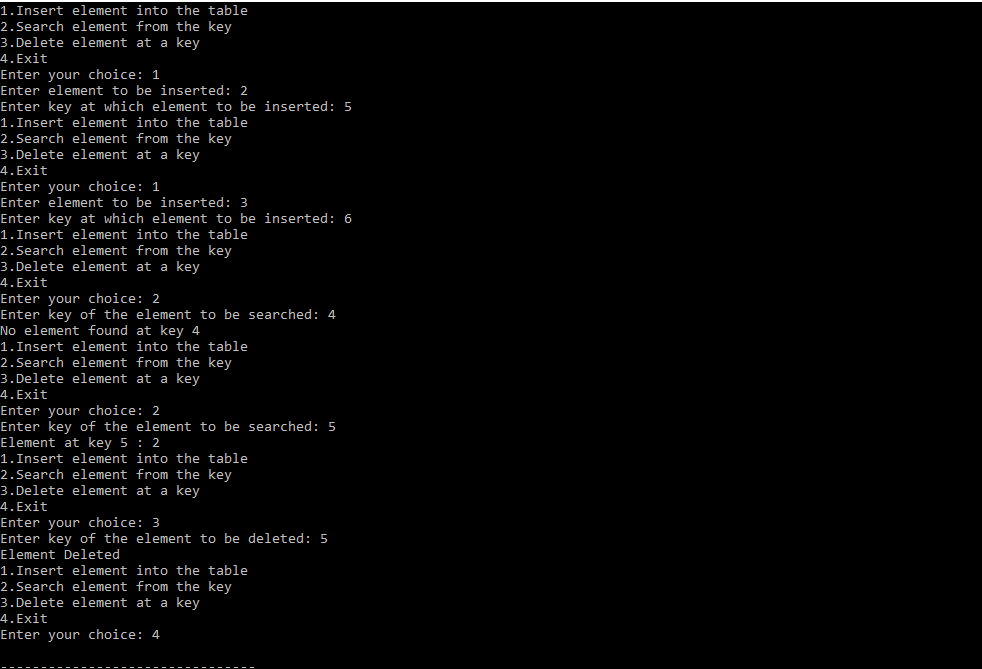 1.Insert element into the table
2.Search element from the key
3.Delete element at a key
4.Exit
Enter your choice: 1
Enter element to be inserted: 2
Enter key at which element to be inserted: 5
1.Insert element into the table
2.Search element from the key
3.Delete element at a key
4.Exit
Enter your choice: 1
Enter element to be inserted: 3
Enter key at which element to be inserted: 6
1.Insert element into the table
2.Search element from the key
3.Delete element at a key
4.Exit
Enter your choice: 2
Enter key of the element to be searched: 4
No element found at key 4
1.Insert element into the table
2.Search element from the key
3.Delete element at a key
4.Exit
Enter your choice: 2
Enter key of the element to be searched: 5
Element at key 5 : 2
1.Insert element into the table
2.Search element from the key
3.Delete element at a key
4.Exit
Enter your choice: 3
Enter key of the element to be deleted: 5
Element Deleted
1.Insert element into the table
2.Search element from the key
3.Delete element at a key
4.Exit
Enter your choice: 4
--------------------------------